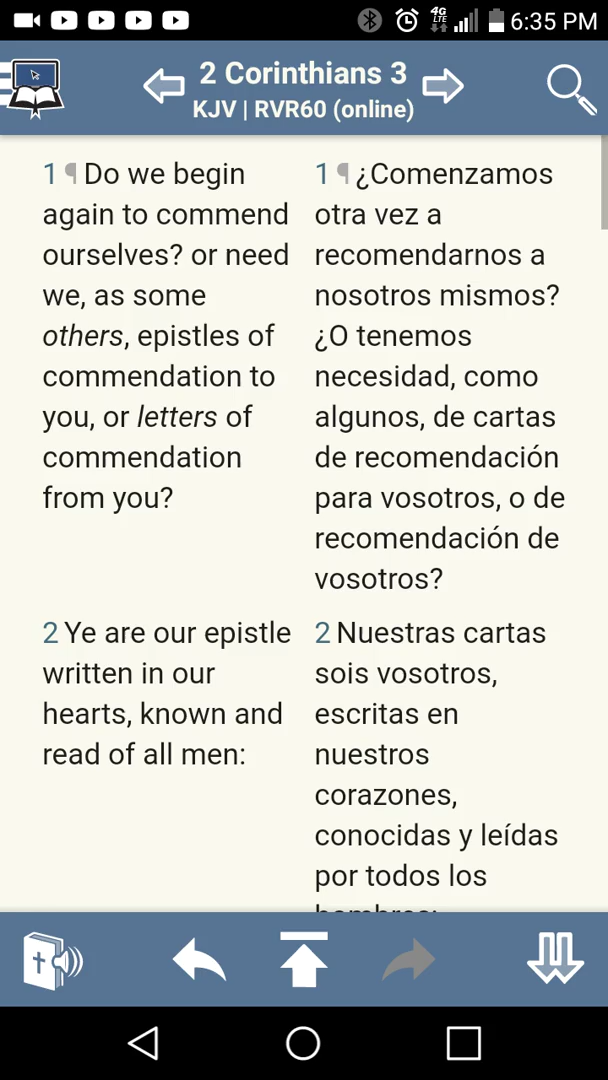 4G
LTE
6:35 PM
2 Corinthians 3
KJV | RVR60 (online)
1 ¶ Do we begin
again to commend
ourselves? or need
we, as some
others, epistles of
commendation to
you, or letters of
commendation
from you?
1 ¶ ¿Comenzamos
otra vez a
recomendarnos a
nosotros mismos?
¿O tenemos
necesidad, como
algunos, de cartas
de recomendación
para vosotros, o de
recomendación de
vosotros?
2 Ye are our epistle
written in our
hearts, known and
read of all men:
2 Nuestras cartas
sois vosotros,
escritas en
nuestros
corazones,
conocidas y leídas
por todos los